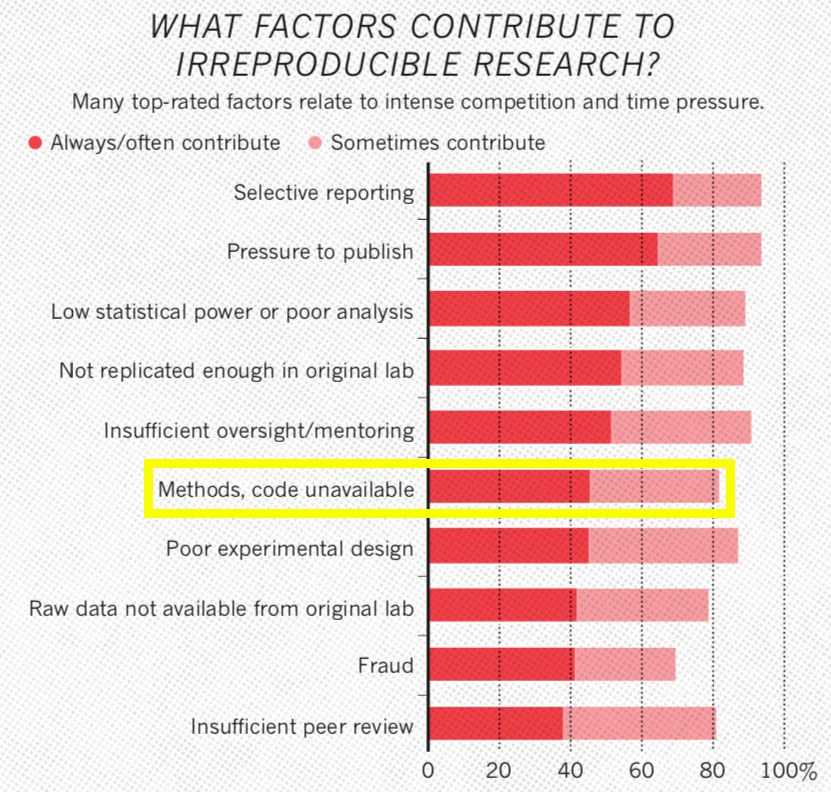 WHAT FACTORS CONTRIBUTE TO
IRREPRODUCIBLE RESEARCH?
Many top-rated factors relate to intense competition and time pressure.
Always/often contribute Sometimes contribute
Selective reporting
Pressure to publish
Low statistical power or poor analysis
Not replicated enough in original lab
Insufficient oversight/mentoring
Methods, code unavailable
Poor experimental design
Raw data not available from original lab
Fraud
Insufficient peer review
0 20 40 60 80 100%